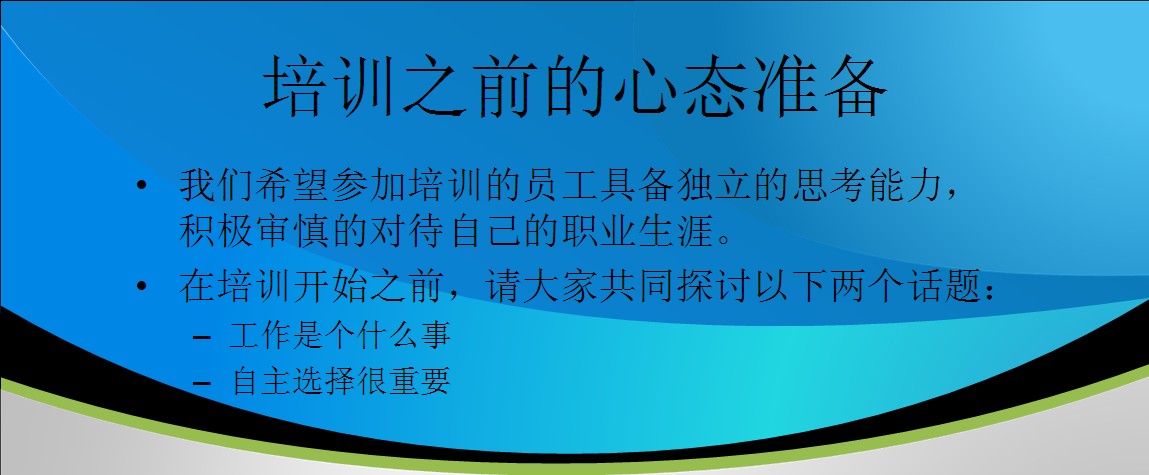 培训之前的心态准备
• 我们希望参加培训的员工具备独立的思考能力，
积极审慎的对待自己的职业生涯。
• 在培训开始之前，请大家共同探讨以下两个话题：
– 工作是个什么事
– 自主选择很重要